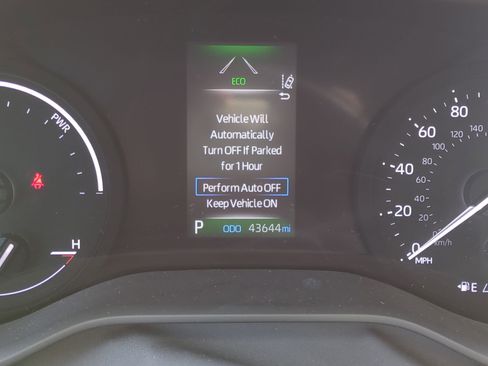 ECO
Vehicle Will
Automatically
Turn OFF If Parked
for 1 Hour
Perform Auto OFF
Keep Vehicle ON
P ODO 43644 mi
PWR
H
80
60
40
20
0
140
120
100
80
60
40
20
km/h
MPH
E